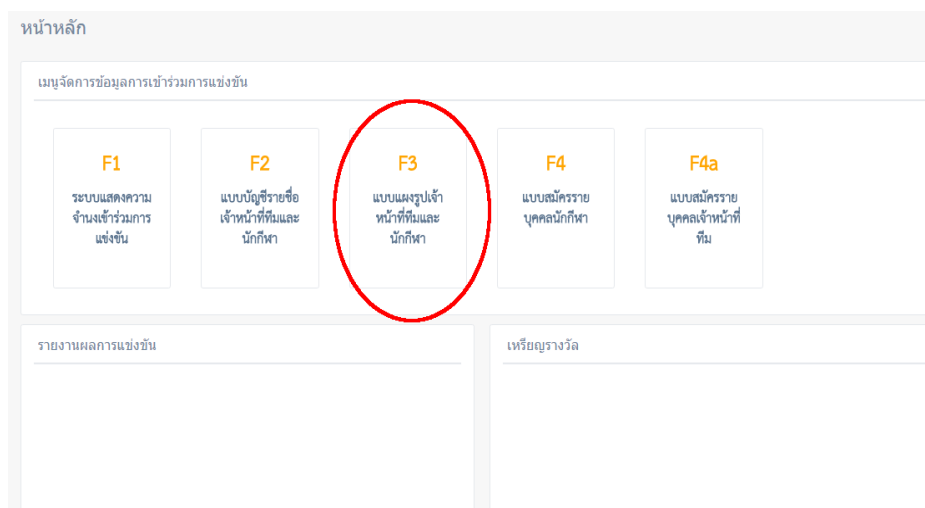 หน้าหลัก
เมนูจัดการข้อมูลการเข้าร่วมการแข่งขัน
F1
ระบบแสดงความ
จำนงเข้าร่วมการ
แข่งขัน
F2
แบบบัญชีรายชื่อ
เจ้าหน้าที่ทีมและ
นักกีฬา
F3
แบบแผงรูปเจ้า
หน้าที่ทีมและ
นักกีฬา
F4
แบบสมัครราย
บุคคลนักกีฬา
F4a
แบบสมัครราย
บุคคลเจ้าหน้าที่
ทีม
รายงานผลการแข่งขัน
เหรียญรางวัล